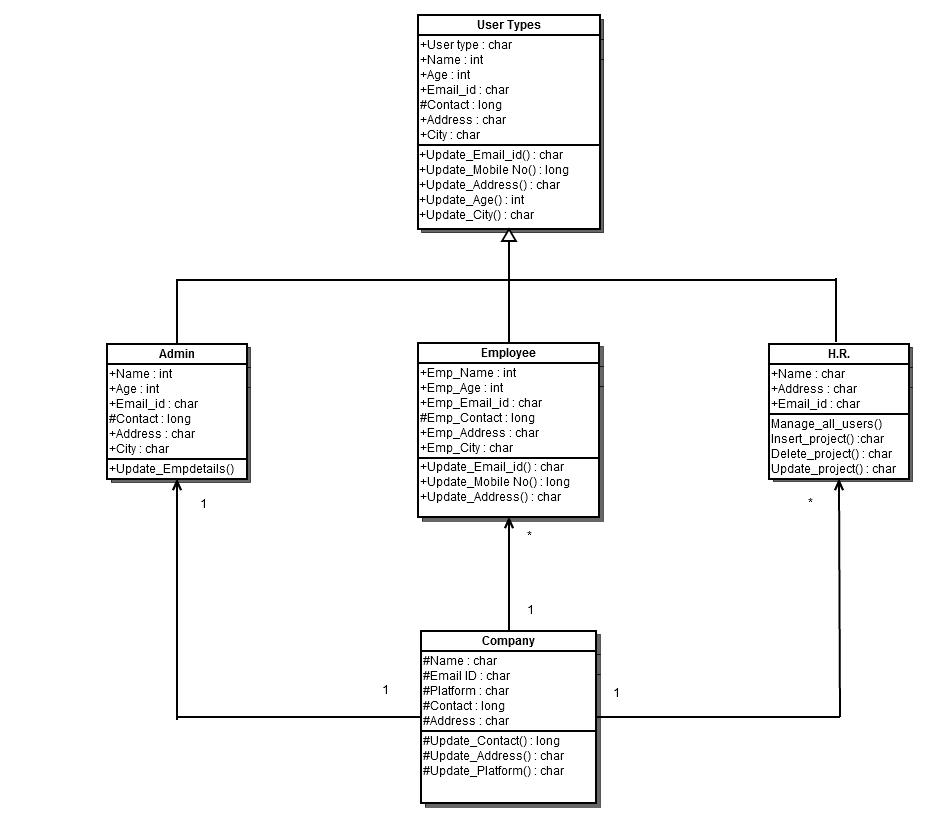 User Types
+User type : char
+Name : int
+Age : int
+Email_id : char
#Contact : long
+Address : char
+City : char
+Update_Email_id() : char
+Update_Mobile No() : long
+Update_Address() : char
+Update_Age() : int
+Update_City() : char
Admin
+Name : int
+Age : int
+Email_id : char
#Contact : long
+Address : char
+City : char
+Update_Empdetails()
Employee
+Emp_Name : int
+Emp_Age : int
+Emp_Email_id : char
#Emp_Contact : long
+Emp_Address : char
+Emp_City : char
+Update_Email_id() : char
+Update_Mobile No() : long
+Update_Address() : char
H.R.
+Name : char
+Address : char
+Email_id : char
Manage_all_users()
Insert_project() :char
Delete_project() : char
Update_project() : char
1
*
*
1
1
1
Company
#Name : char
#Email ID : char
#Platform : char
#Contact : long
#Address : char
#Update_Contact() : long
#Update_Address() : char
#Update_Platform() : char